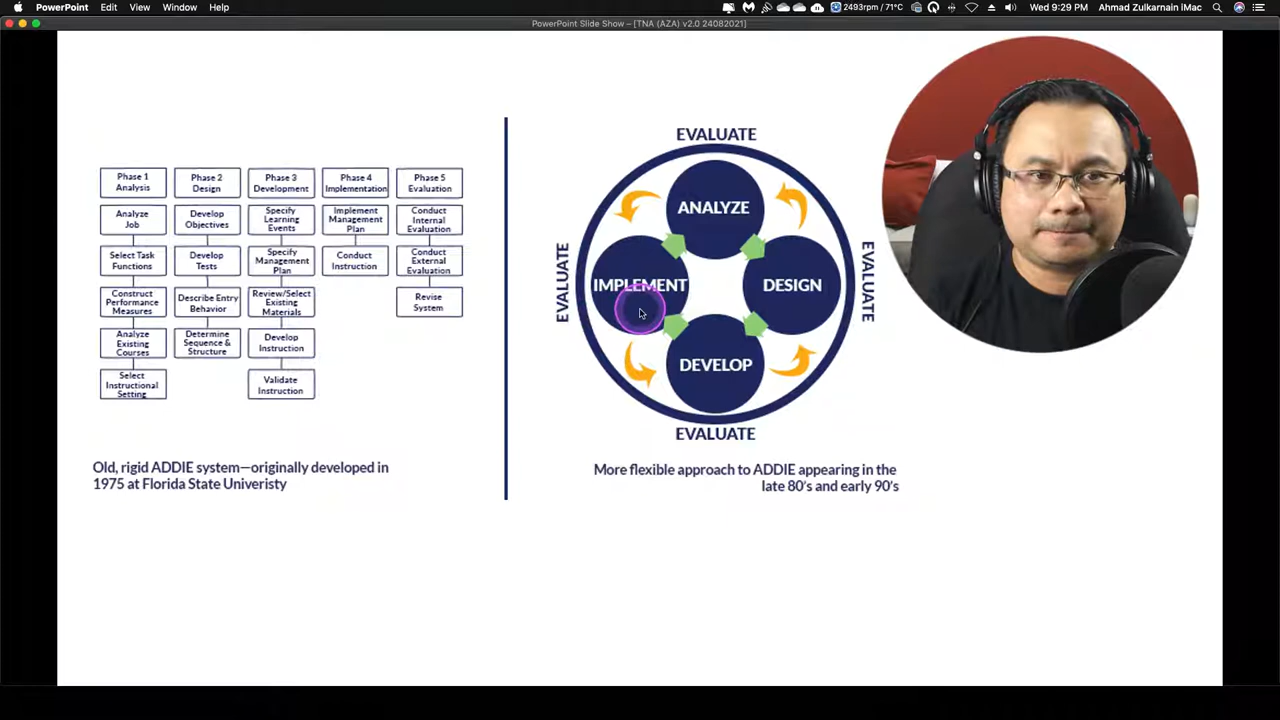 PowerPoint Edit View Window Help
2493rpm / 71°C
Wed 9:29 PM Ahmad Zulkarnain iMac
PowerPoint Slide Show – [TNA (AZA) v2.0 24082021]
Phase 1
Analysis
Analyze
Job
Select Task
Functions
Construct
Performance
Measures
Analyze
Existing
Courses
Select
Instructional
Setting
Phase 2
Design
Develop
Objectives
Develop
Tests
Describe Entry
Behavior
Determine
Sequence &
Structure
Phase 3
Development
Specify
Learning
Events
Specify
Management
Plan
Review/Select
Existing
Materials
Develop
Instruction
Validate
Instruction
Phase 4
Implementation
Implement
Management
Plan
Conduct
Instruction
Phase 5
Evaluation
Conduct
Internal
Evaluation
Conduct
External
Evaluation
Revise
System
Old, rigid ADDIE system—originally developed in
1975 at Florida State Univeristy
EVALUATE
ANALYZE
EVALUATE
IMPLEMENT
DESIGN
EVALUATE
DEVELOP
EVALUATE
More flexible approach to ADDIE appearing in the
late 80's and early 90's